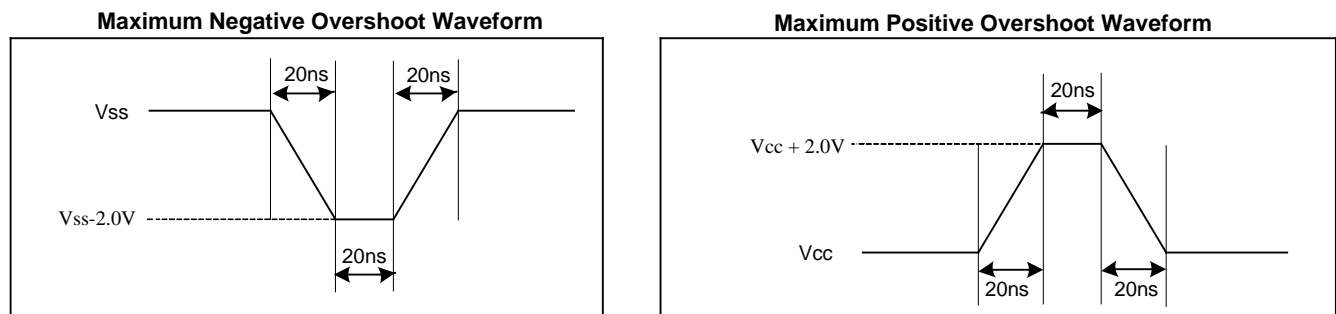 Maximum Negative Overshoot Waveform
20ns
20ns
Vss
Vss-2.0V
20ns
Maximum Positive Overshoot Waveform
20ns
Vcc + 2.0V
Vcc
20ns
20ns